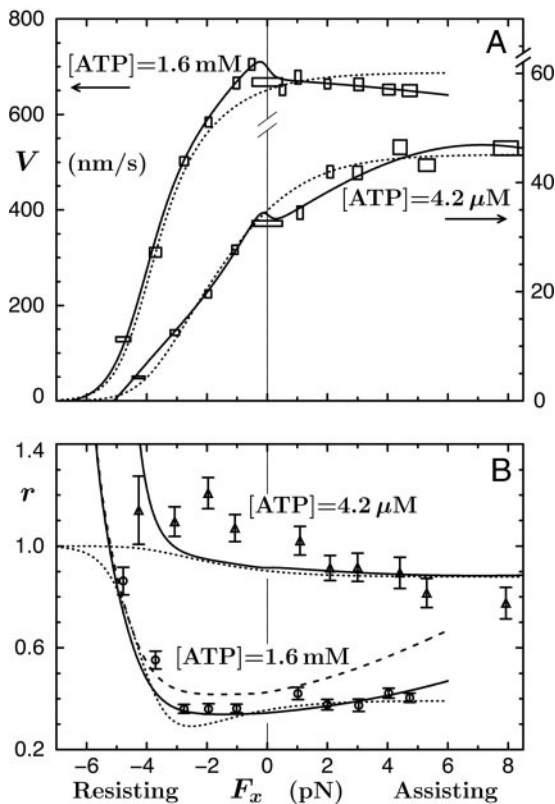 800
A
60
[ATP]=1.6 mM
600
V (nm/s)
40
400
[ATP]=4.2 μM
20
200
0
0
1.4
B
r
[ATP]=4.2 μM
1.0
0.6
[ATP]=1.6 mM
0.2
−6 −4 −2 0 2 4 6 8
Resisting Fx (pN) Assisting